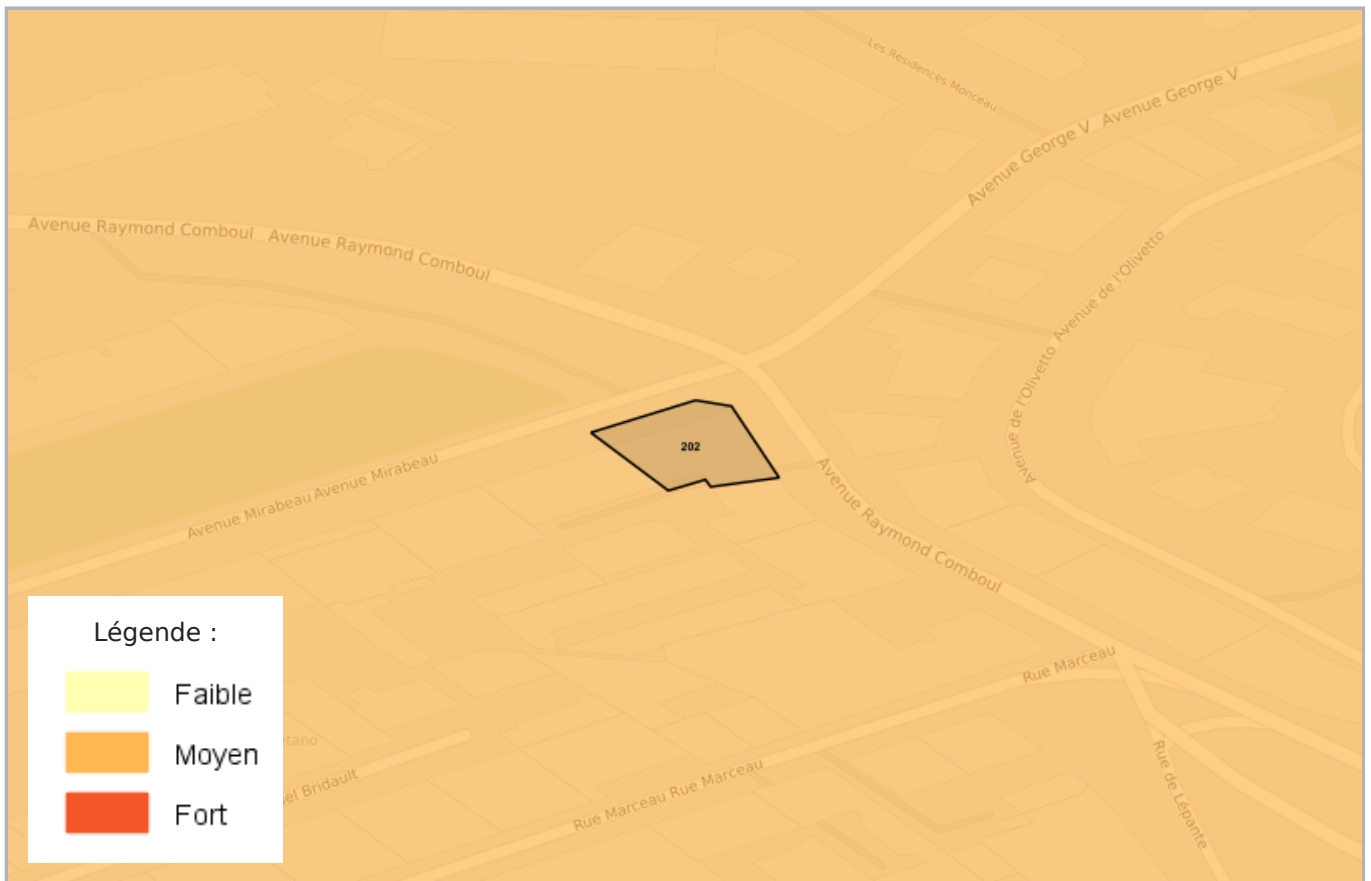 Les Résidences Monceau
Avenue George V
Avenue George V
Avenue Raymond Comboul
Avenue Raymond Comboul
Avenue de l'Olivetto
Avenue de l'Olivetto
202
Avenue Mirabeau
Avenue Mirabeau
Avenue Raymond Comboul
Légende :
Faible
Moyen
Fort
Rue Marceau
Rue Marceau
Rue Marceau
Rue de Lépante
Bridault